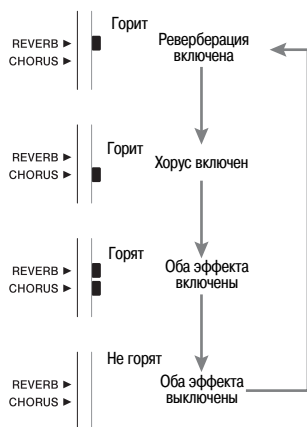 Горит
REVERB ► Реверберация
CHORUS ► включена
Горит
REVERB ► Хорус включен
CHORUS ►
Горят
REVERB ► Оба эффекта
CHORUS ► включены
Не горят
REVERB ► Оба эффекта
CHORUS ► выключены